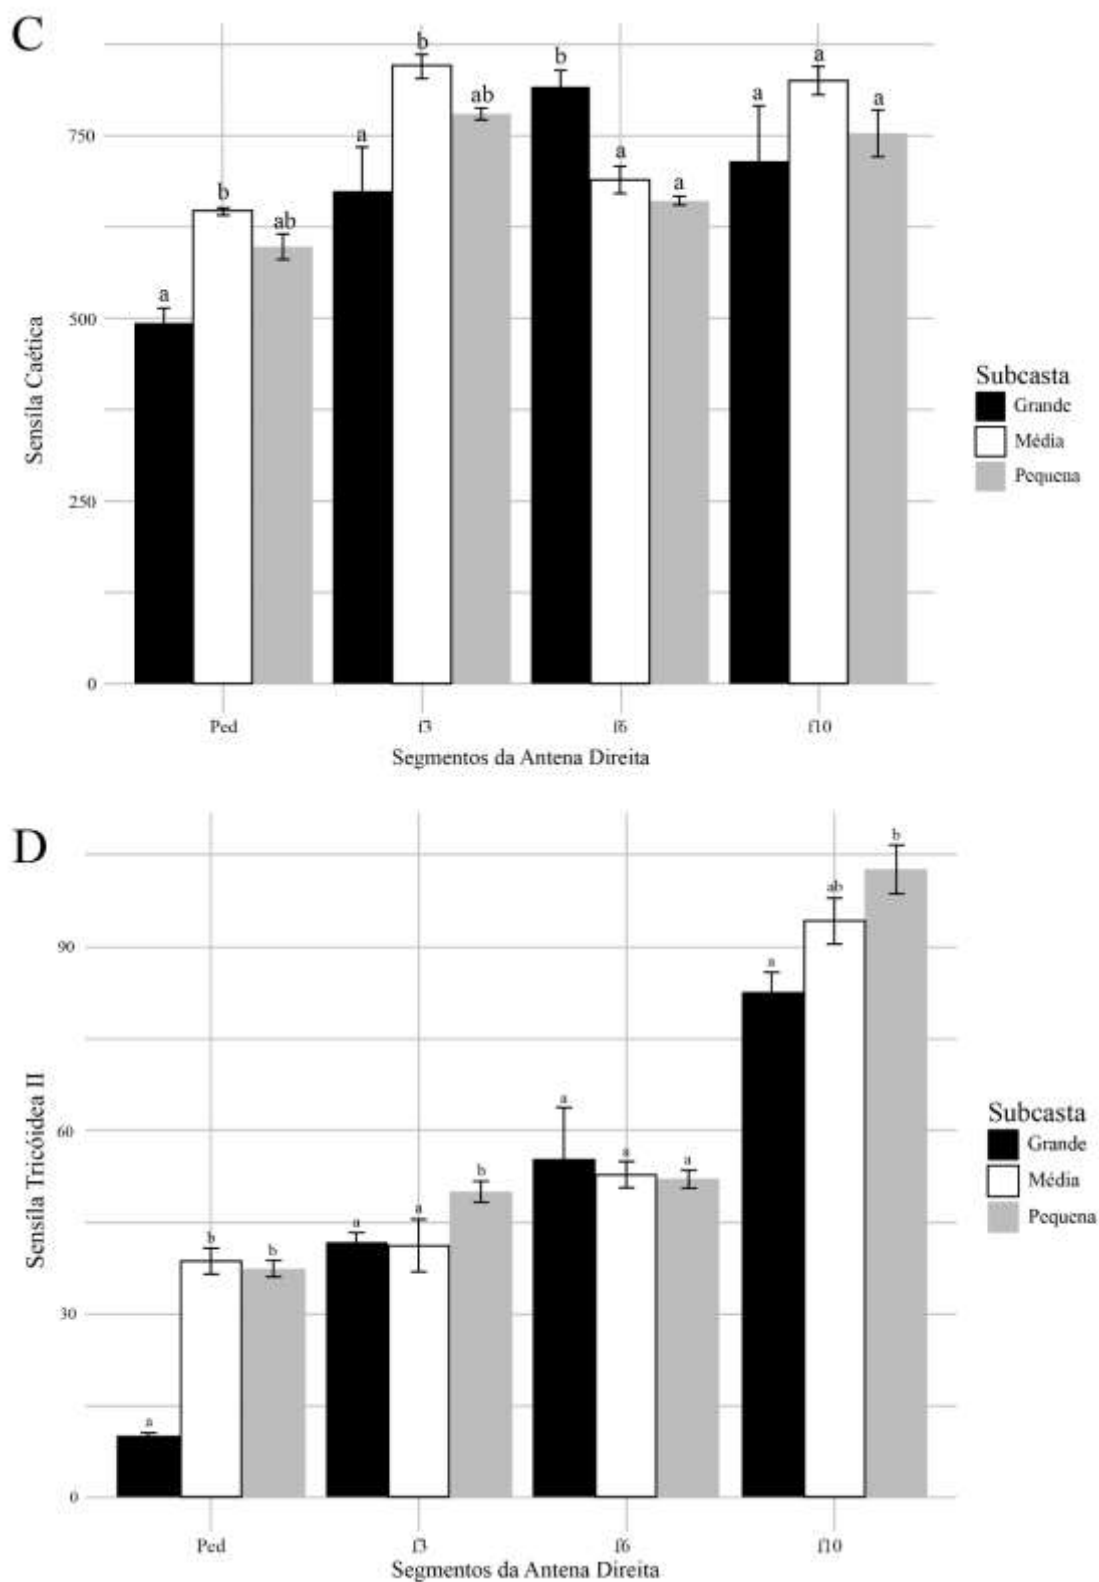 C
b
b
a
b
ab
a
a
750
a
a
b
ab
a
500
250
0
Sensíla Caética
Subcasta
Grande
Média
Pequena
Ped
f3
f6
f10
Segmentos da Antena Direita
D
b
ab
90
a
a
60
a
a
b
a
a
b
b
30
a
0
Sensíla Tricóidea II
Subcasta
Grande
Média
Pequena
Ped
f3
f6
f10
Segmentos da Antena Direita